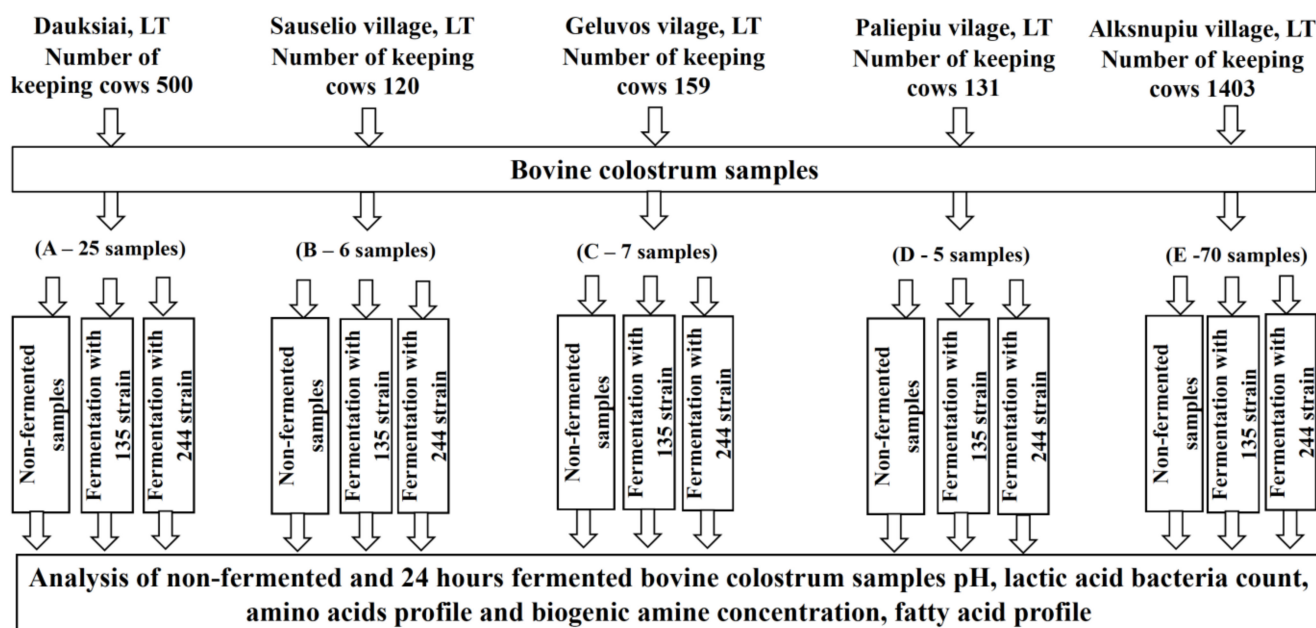 Dauksiai, LT
Number of
keeping cows 500
Sauselio village, LT
Number of keeping
cows 120
Geluvos vilage, LT
Number of keeping
cows 159
Paliepiu vilage, LT
Number of keeping
cows 131
Alksnupiu village, LT
Number of keeping
cows 1403
Bovine colostrum samples
(A – 25 samples)
(B – 6 samples)
(C – 7 samples)
(D - 5 samples)
(E -70 samples)
Non-fermented
samples
Fermentation with
135 strain
Fermentation with
244 strain
Non-fermented
samples
Fermentation with
135 strain
Fermentation with
244 strain
Non-fermented
samples
Fermentation with
135 strain
Fermentation with
244 strain
Non-fermented
samples
Fermentation with
135 strain
Fermentation with
244 strain
Non-fermented
samples
Fermentation with
135 strain
Fermentation with
244 strain
Analysis of non-fermented and 24 hours fermented bovine colostrum samples pH, lactic acid bacteria count,
amino acids profile and biogenic amine concentration, fatty acid profile